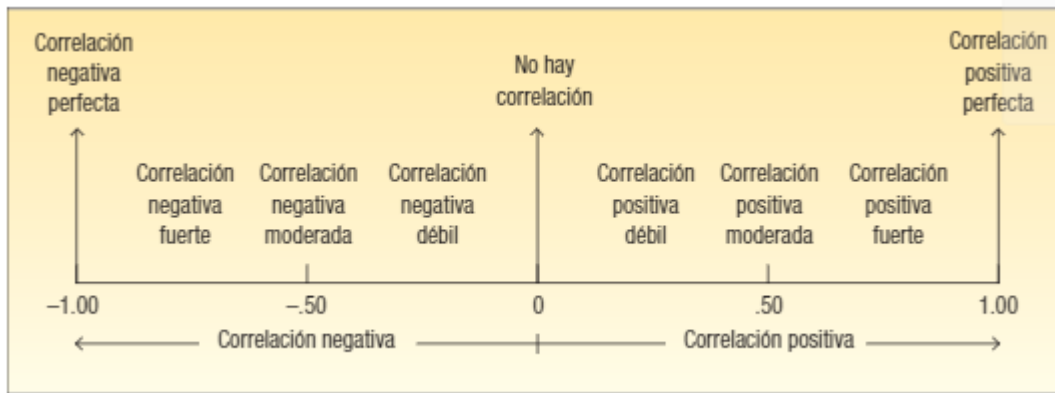 Correlación
negativa
perfecta
No hay
correlación
Correlación
positiva
perfecta
Correlación
negativa
fuerte
Correlación
negativa
moderada
Correlación
negativa
débil
Correlación
positiva
débil
Correlación
positiva
moderada
Correlación
positiva
fuerte
–1.00
–.50
0
.50
1.00
Correlación negativa
Correlación positiva